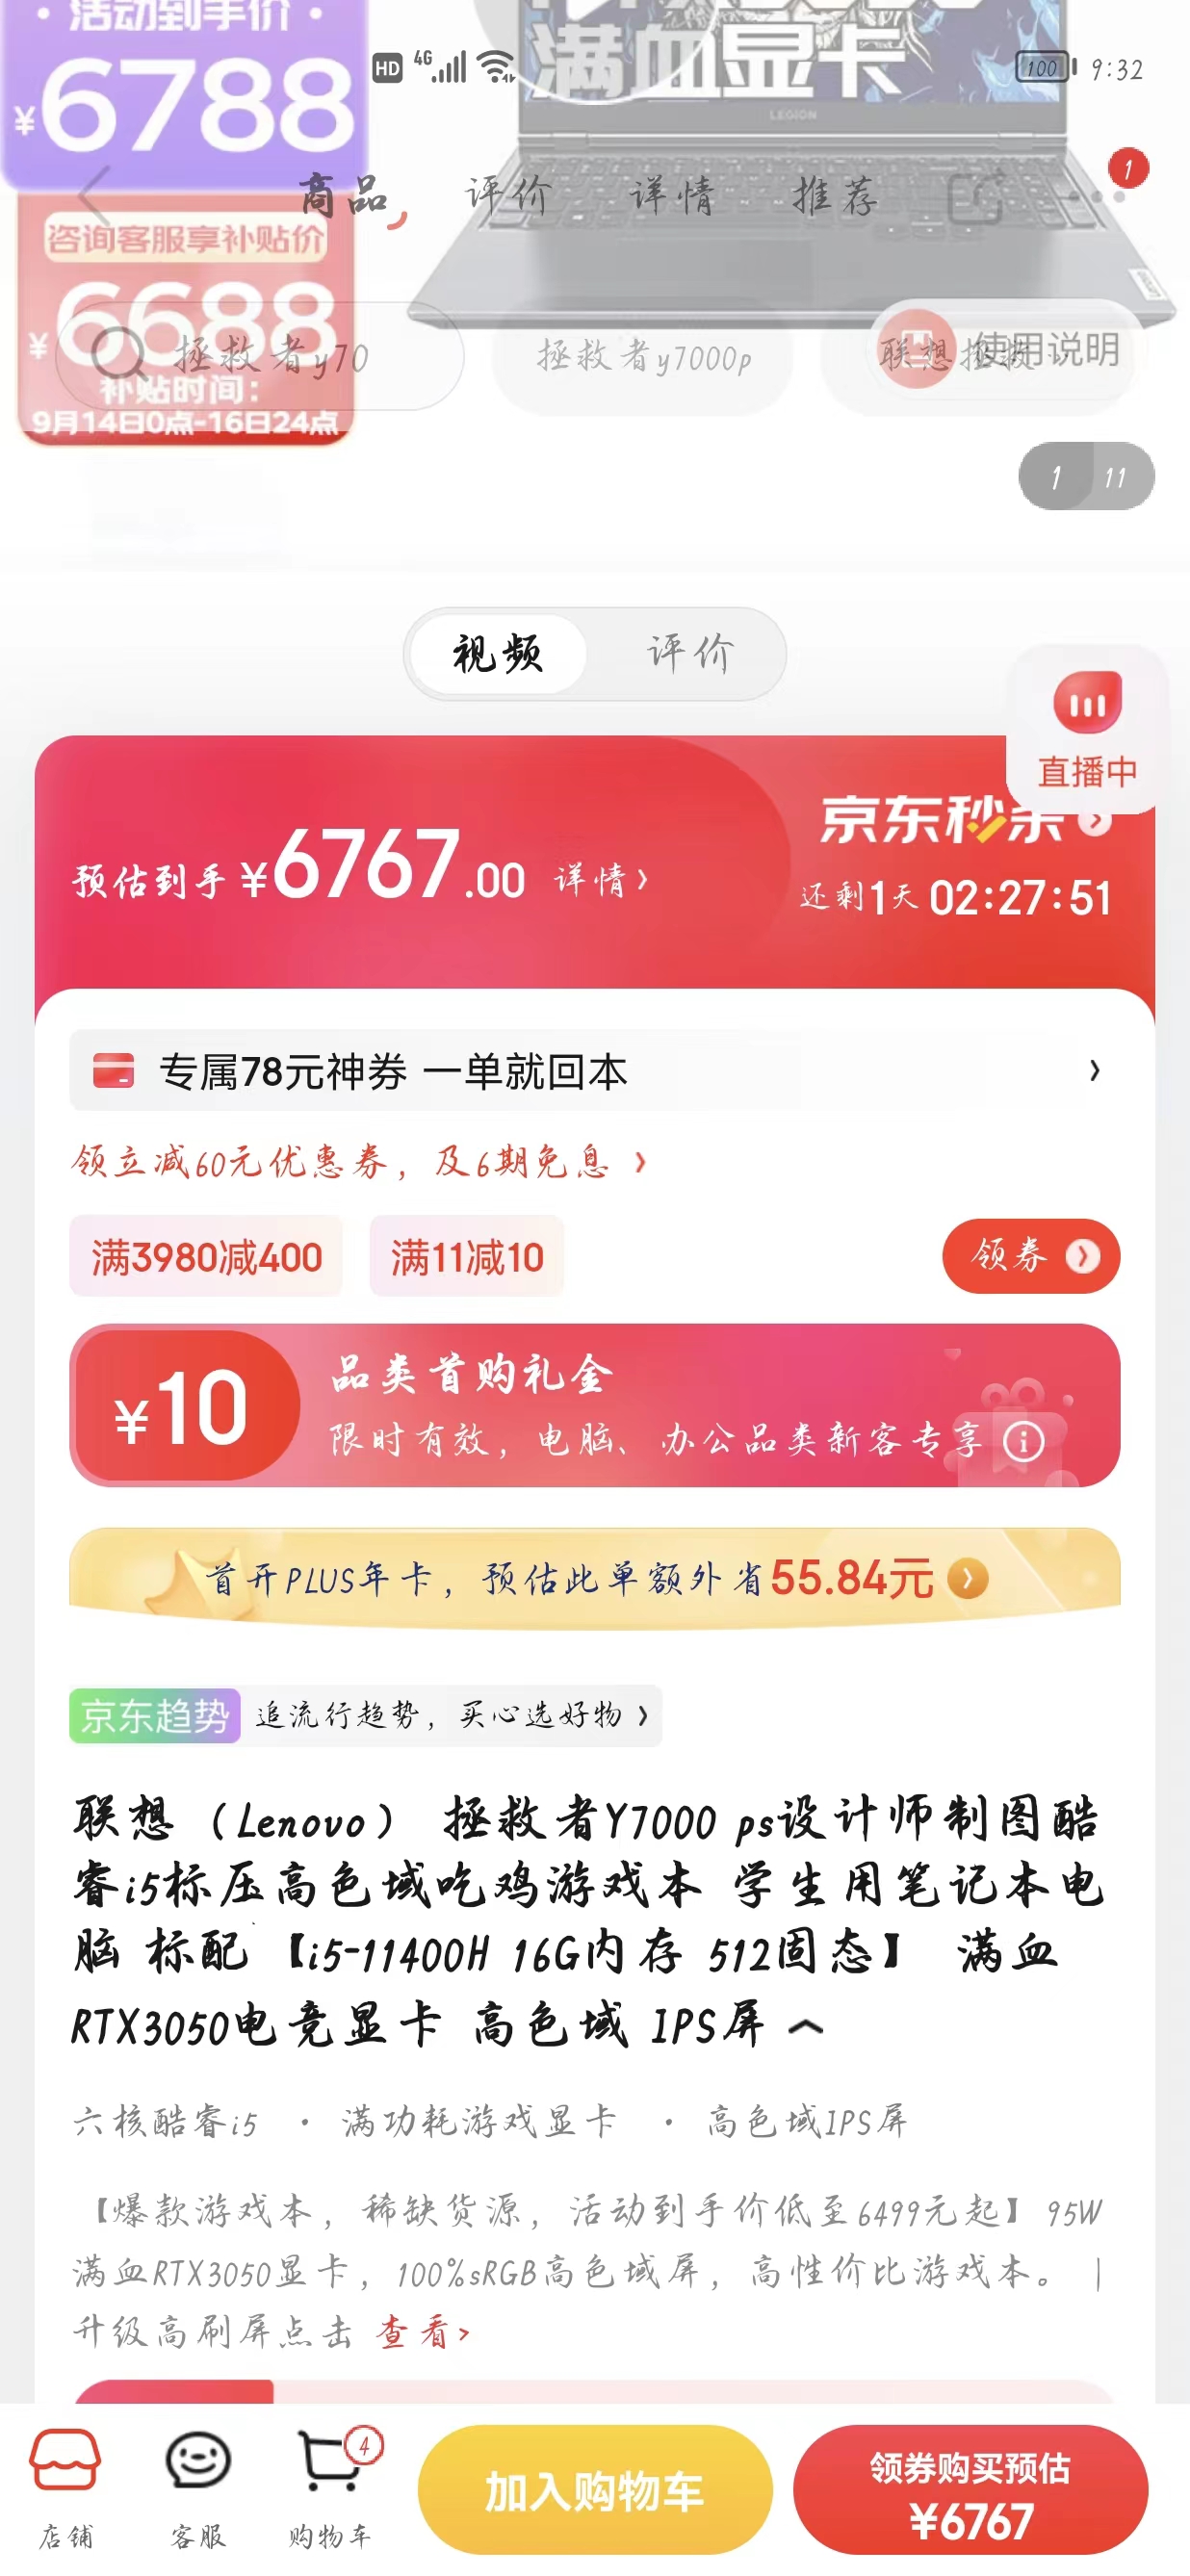 • 活动到手价 •
¥6788
满血显卡
LEGION
HD 4G
100 9:32
商品 评价 详情 推荐
1
咨询客服享补贴价
¥6688
拯救者y70
拯救者y7000p
使用说明
补贴时间：
9月14日0点-16日24点
1 11
视频 评价
直播中
京东秒杀
预估到手¥6767.00 详情 >
还剩1天 02:27:51
专属78元神券 一单就回本 >
领立减60元优惠券，及6期免息 >
满3980减400 满11减10 领券 >
¥10
品类首购礼金
限时有效，电脑、办公品类新客专享
首开PLUS年卡，预估此单额外省55.84元 >
京东趋势 追流行趋势，买心选好物 >
联想（Lenovo） 拯救者Y7000 ps设计师制图酷
睿i5标压高色域吃鸡游戏本 学生用笔记本电
脑 标配【i5-11400H 16G内存 512固态】 满血
RTX3050电竞显卡 高色域 IPS屏
六核酷睿i5 · 满功耗游戏显卡 · 高色域IPS屏
【爆款游戏本，稀缺货源，活动到手价低至6499元起】95W
满血RTX3050显卡，100%sRGB高色域屏，高性价比游戏本。 |
升级高刷屏点击 查看>
4
店铺 客服 购物车
加入购物车
领券购买预估
¥6767